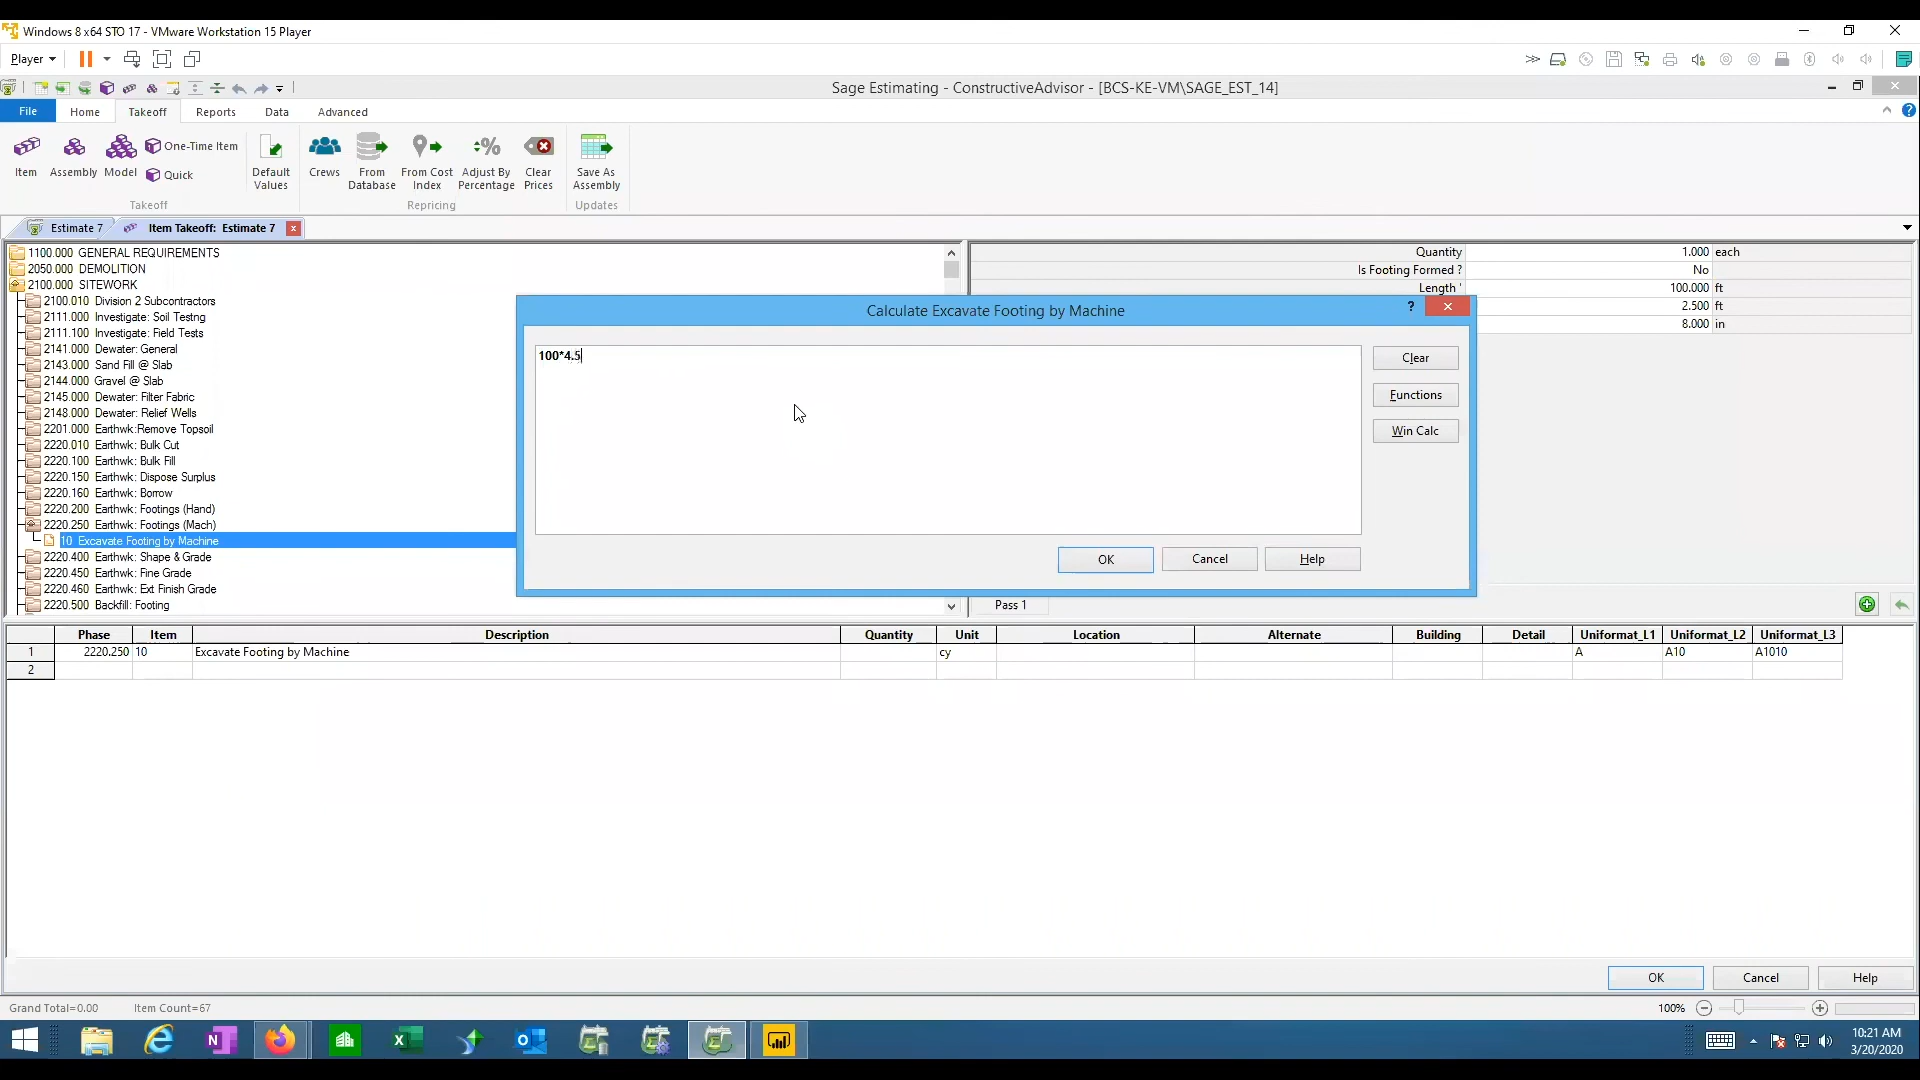 Windows 8 x64 STO 17 - VMware Workstation 15 Player
Player
Sage Estimating - ConstructiveAdvisor - [BCS-KE-VM\SAGE_EST_14]
File Home Takeoff Reports Data Advanced
Item Assembly Model One-Time Item Quick Default Values Crews From Database From Cost Index Adjust By Percentage Clear Prices Save As Assembly
Takeoff Repricing Updates
Estimate 7 Item Takeoff: Estimate 7
1100.000 GENERAL REQUIREMENTS
2050.000 DEMOLITION
2100.000 SITEWORK
2100.010 Division 2 Subcontractors
2111.000 Investigate: Soil Testng
2111.100 Investigate: Field Tests
2141.000 Dewater: General
2143.000 Sand Fill @ Slab
2144.000 Gravel @ Slab
2145.000 Dewater: Filter Fabric
2148.000 Dewater: Relief Wells
2201.000 Earthwk:Remove Topsoil
2220.010 Earthwk: Bulk Cut
2220.100 Earthwk: Bulk Fill
2220.150 Earthwk: Dispose Surplus
2220.160 Earthwk: Borrow
2220.200 Earthwk: Footings (Hand)
2220.250 Earthwk: Footings (Mach)
10 Excavate Footing by Machine
2220.400 Earthwk: Shape & Grade
2220.450 Earthwk: Fine Grade
2220.460 Earthwk: Ext Finish Grade
2220.500 Backfill: Footing
Quantity 1.000 each
Is Footing Formed ? No
Length ' 100.000 ft
2.500 ft
8.000 in
Calculate Excavate Footing by Machine ?
100*4.5
Clear
Functions
Win Calc
OK Cancel Help
Pass 1
Phase Item Description Quantity Unit Location Alternate Building Detail Uniformat_L1 Uniformat_L2 Uniformat_L3
1 2220.250 10 Excavate Footing by Machine cy A A10 A1010
2
OK Cancel Help
Grand Total=0.00 Item Count=67 100%
10:21 AM
3/20/2020